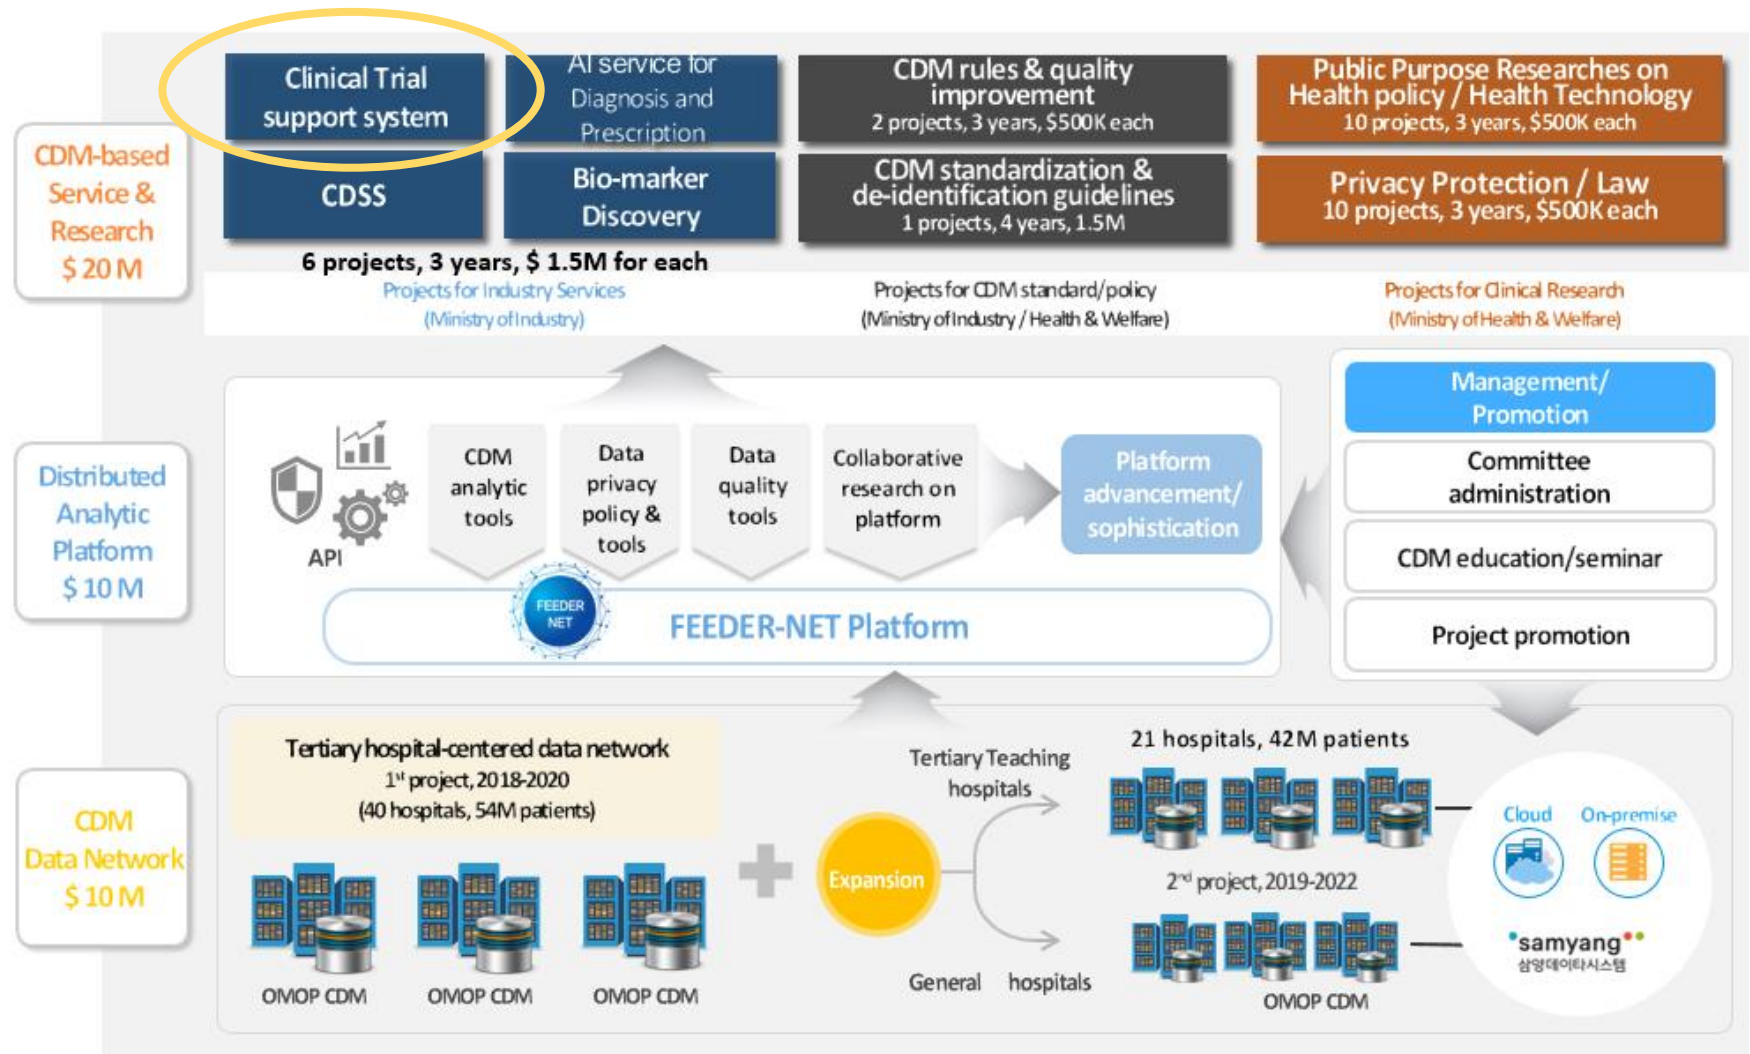 Clinical Trial
support system
AI service for
Diagnosis and
Prescription
CDM rules & quality
improvement
2 projects, 3 years, $500K each
Public Purpose Researches on
Health policy / Health Technology
10 projects, 3 years, $500K each
CDM-based
Service &
Research
$ 20 M
CDSS
Bio-marker
Discovery
CDM standardization &
de-identification guidelines
1 projects, 4 years, 1.5M
Privacy Protection / Law
10 projects, 3 years, $500K each
6 projects, 3 years, $ 1.5M for each
Projects for Industry Services
(Ministry of Industry)
Projects for CDM standard/policy
(Ministry of Industry / Health & Welfare)
Projects for Clinical Research
(Ministry of Health & Welfare)
Distributed
Analytic
Platform
$ 10 M
API
CDM
analytic
tools
Data
privacy
policy &
tools
Data
quality
tools
Collaborative
research on
platform
Platform
advancement/
sophistication
FEEDER
NET
FEEDER-NET Platform
Management/
Promotion
Committee
administration
CDM education/seminar
Project promotion
CDM
Data Network
$ 10 M
Tertiary hospital-centered data network
1st project, 2018-2020
(40 hospitals, 54M patients)
OMOP CDM
OMOP CDM
OMOP CDM
Expansion
Tertiary Teaching
hospitals
General hospitals
21 hospitals, 42M patients
2nd project, 2019-2022
OMOP CDM
Cloud
On-premise
samyang
삼양데이타시스템